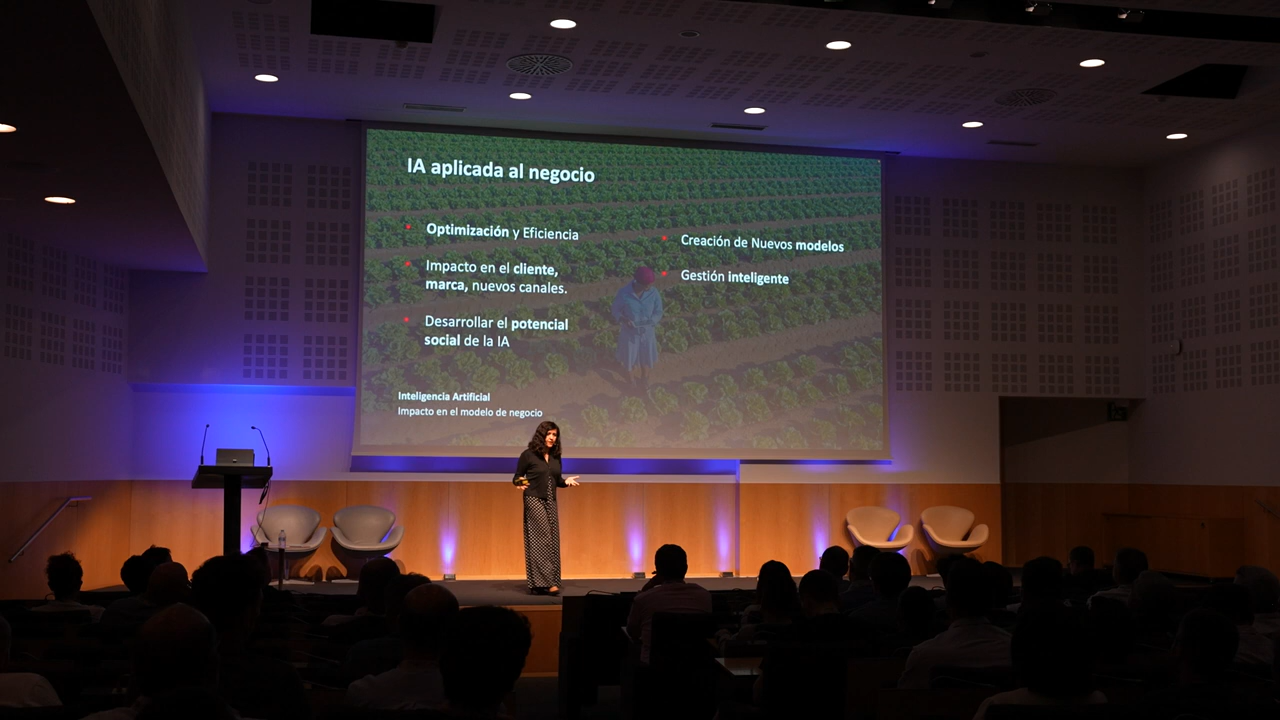 IA aplicada al negocio
Optimización y Eficiencia
Impacto en el cliente,
marca, nuevos canales.
Desarrollar el potencial
social de la IA
Creación de Nuevos modelos
Gestión inteligente
Inteligencia Artificial
Impacto en el modelo de negocio